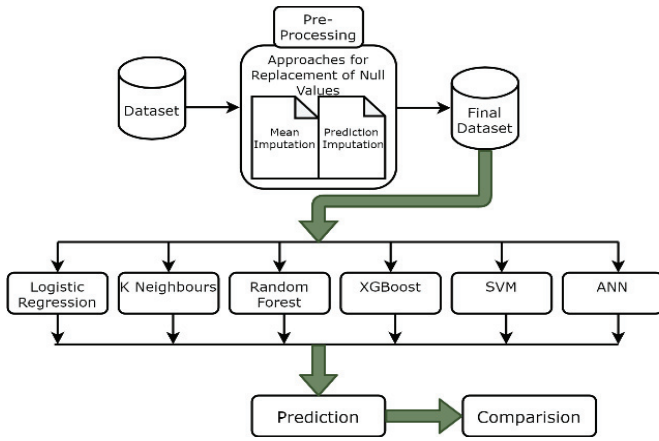 Pre-
Processing
Approaches for
Replacement of Null
Values
Dataset
Mean
Imputation
Prediction
Imputation
Final
Dataset
Logistic
Regression
K Neighbours
Random
Forest
XGBoost
SVM
ANN
Prediction
Comparision